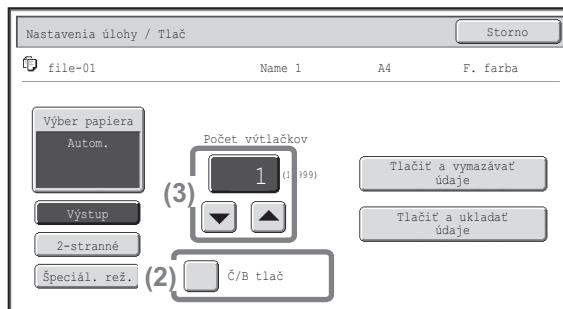 Nastavenia úlohy / Tlač
Storno
file-01 Name 1 A4 F. farba
Výber papiera
Autom.
Výstup
2-stranné
Špeciál. rež.
Počet výtlačkov
(3)
1
999)
(2)
Č/B tlač
Tlačiť a vymazávať
údaje
Tlačiť a ukladať
údaje